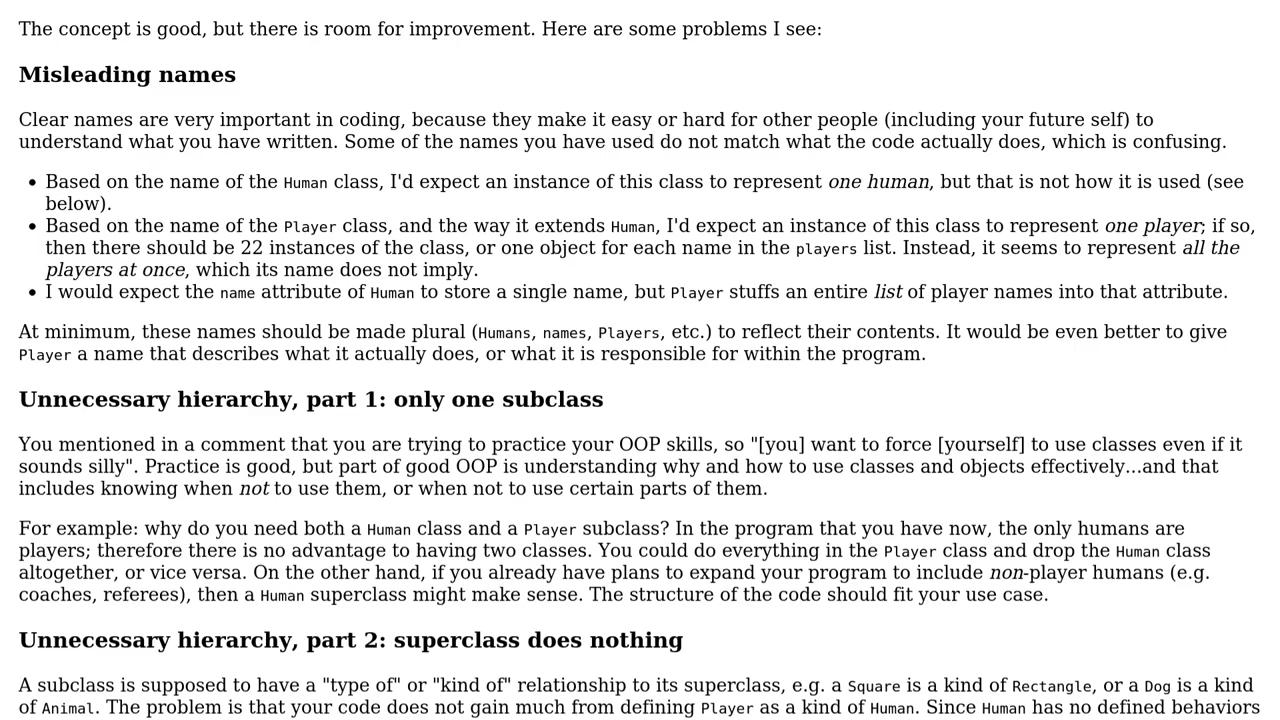 The concept is good, but there is room for improvement. Here are some problems I see:
Misleading names
Clear names are very important in coding, because they make it easy or hard for other people (including your future self) to
understand what you have written. Some of the names you have used do not match what the code actually does, which is confusing.
• Based on the name of the Human class, I'd expect an instance of this class to represent one human, but that is not how it is used (see
below).
• Based on the name of the Player class, and the way it extends Human, I'd expect an instance of this class to represent one player; if so,
then there should be 22 instances of the class, or one object for each name in the players list. Instead, it seems to represent all the
players at once, which its name does not imply.
• I would expect the name attribute of Human to store a single name, but Player stuffs an entire list of player names into that attribute.
At minimum, these names should be made plural (Humans, names, Players, etc.) to reflect their contents. It would be even better to give
Player a name that describes what it actually does, or what it is responsible for within the program.
Unnecessary hierarchy, part 1: only one subclass
You mentioned in a comment that you are trying to practice your OOP skills, so "[you] want to force [yourself] to use classes even if it
sounds silly". Practice is good, but part of good OOP is understanding why and how to use classes and objects effectively...and that
includes knowing when not to use them, or when not to use certain parts of them.
For example: why do you need both a Human class and a Player subclass? In the program that you have now, the only humans are
players; therefore there is no advantage to having two classes. You could do everything in the Player class and drop the Human class
altogether, or vice versa. On the other hand, if you already have plans to expand your program to include non-player humans (e.g.
coaches, referees), then a Human superclass might make sense. The structure of the code should fit your use case.
Unnecessary hierarchy, part 2: superclass does nothing
A subclass is supposed to have a "type of" or "kind of" relationship to its superclass, e.g. a Square is a kind of Rectangle, or a Dog is a kind
of Animal. The problem is that your code does not gain much from defining Player as a kind of Human. Since Human has no defined behaviors